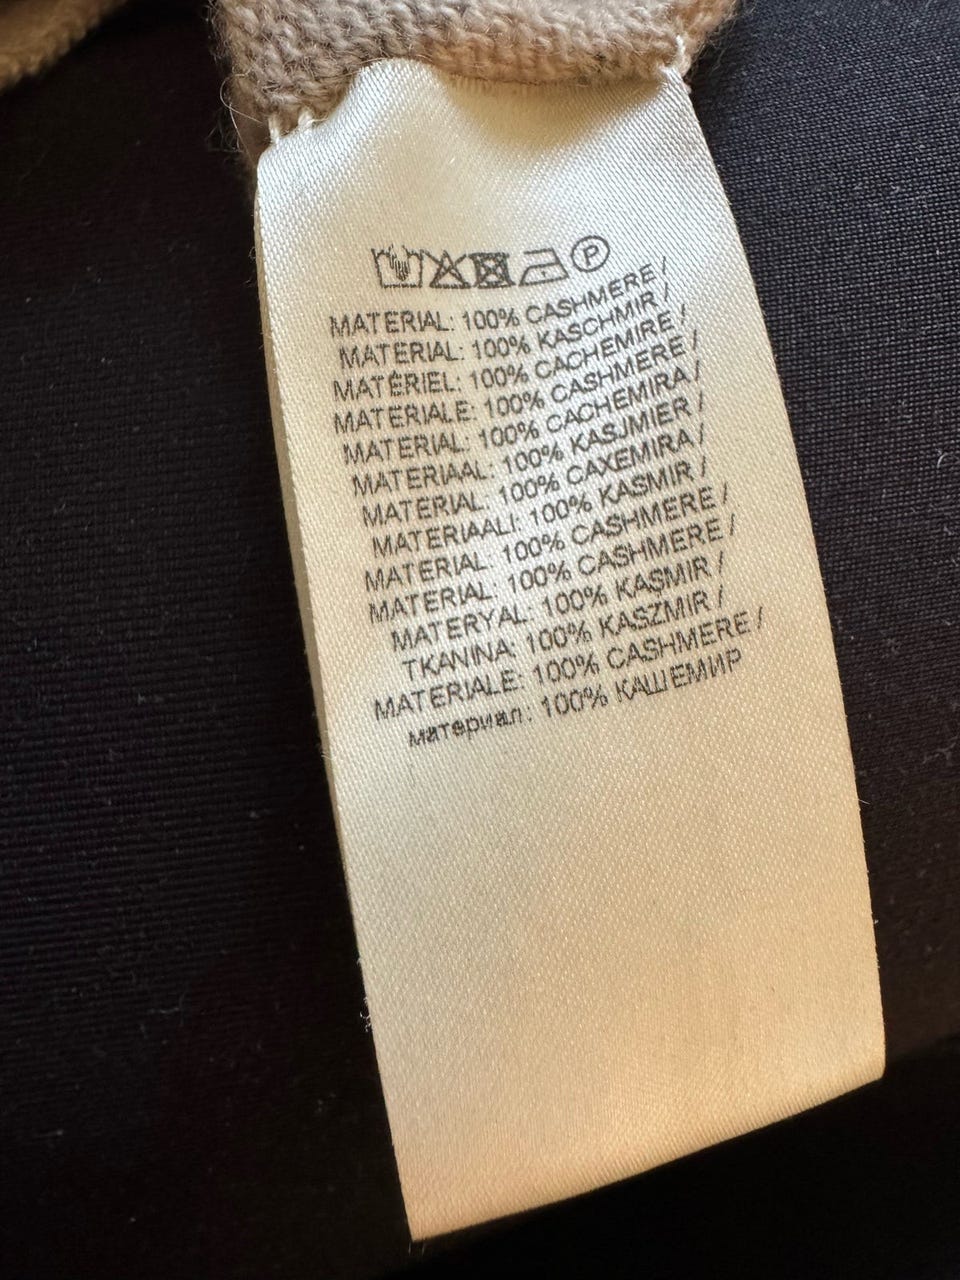 P
MATERIAL: 100% CASHMERE /
MATERIAL: 100% KASCHMIR /
MATÉRIEL: 100% CACHEMIRE /
MATERIALE: 100% CASHMERE /
MATERIAL: 100% CACHEMIRA /
MATERIAAL: 100% KASJMIER /
MATERIAL: 100% CAXEMIRA /
MATERIAALI: 100% KASMIR /
MATERIAL: 100% CASHMERE /
MATERIAL: 100% CASHMERE /
MATERYAL: 100% KASMIR /
TKANINA: 100% KASZMIR /
MATERIALE: 100% CASHMERE /
материал: 100% КАШЕМИР